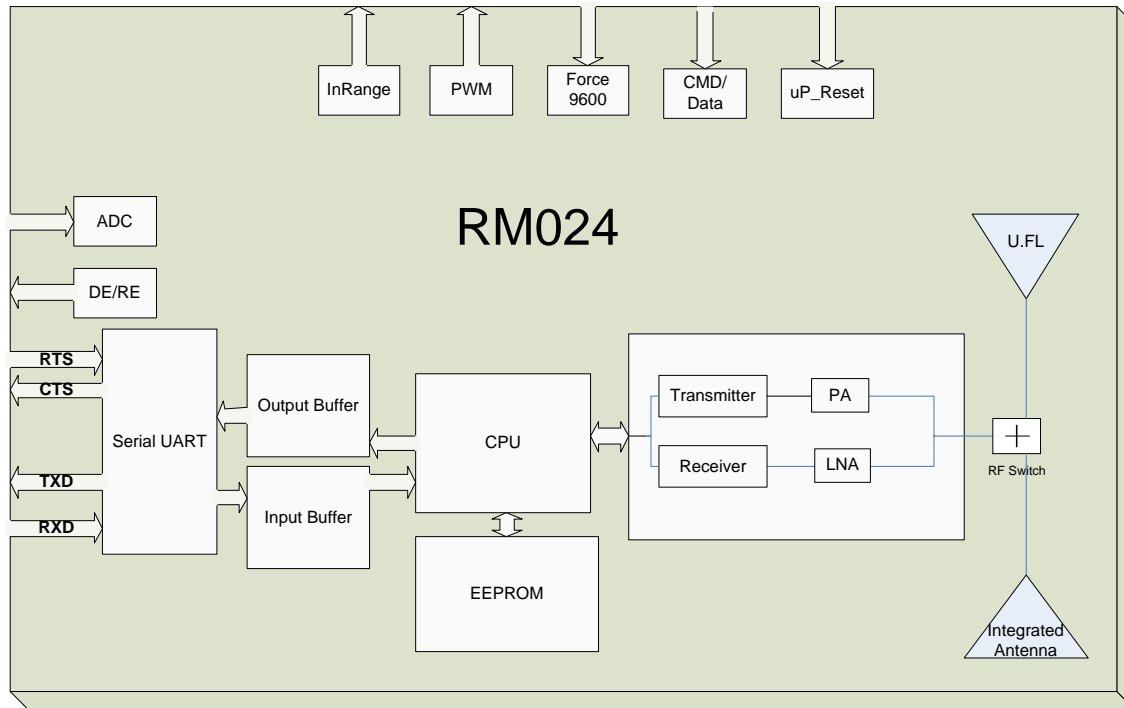 InRange
PWM
Force
9600
CMD/
Data
uP_Reset
ADC
RM024
U.FL
DE/RE
RTS
CTS
Serial UART
TXD
RXD
Output Buffer
Input Buffer
CPU
EEPROM
Transmitter
PA
Receiver
LNA
RF Switch
Integrated
Antenna